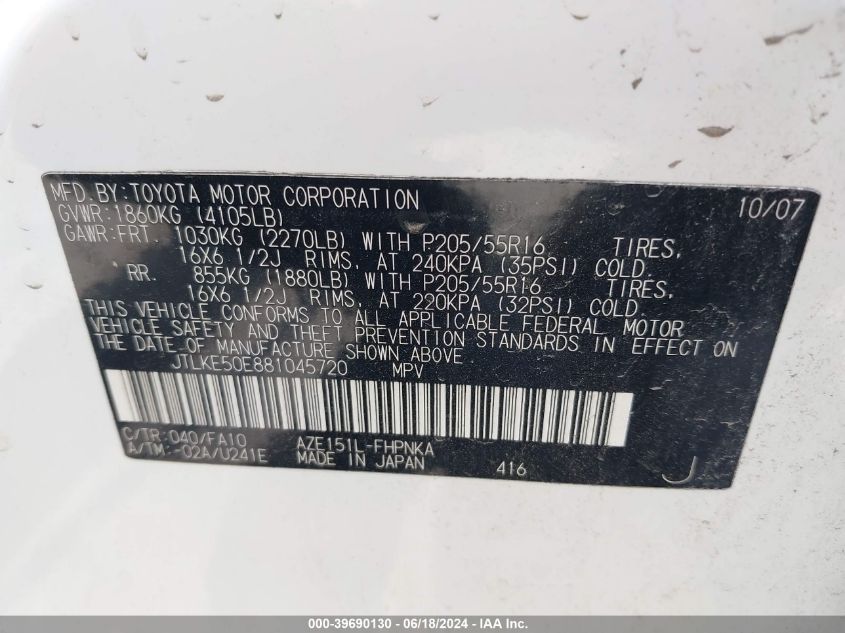 MFD. BY: TOYOTA MOTOR CORPORATION 10/07
GVWR: 1860KG (4105LB)
GAWR: FRT. 1030KG (2270LB) WITH P205/55R16 TIRES,
16X6 1/2J RIMS, AT 240KPA (35PSI) COLD.
RR. 855KG (1880LB) WITH P205/55R16 TIRES,
16X6 1/2J RIMS, AT 220KPA (32PSI) COLD.
THIS VEHICLE CONFORMS TO ALL APPLICABLE FEDERAL MOTOR
VEHICLE SAFETY AND THEFT PREVENTION STANDARDS IN EFFECT ON
THE DATE OF MANUFACTURE SHOWN ABOVE.
JTLKE50E881045720 MPV
C/TR:040/FA10 AZE151L-FHPNKA
A/TM:-02A/U241E MADE IN JAPAN 416 J
000-39690130 - 06/18/2024 - IAA Inc.